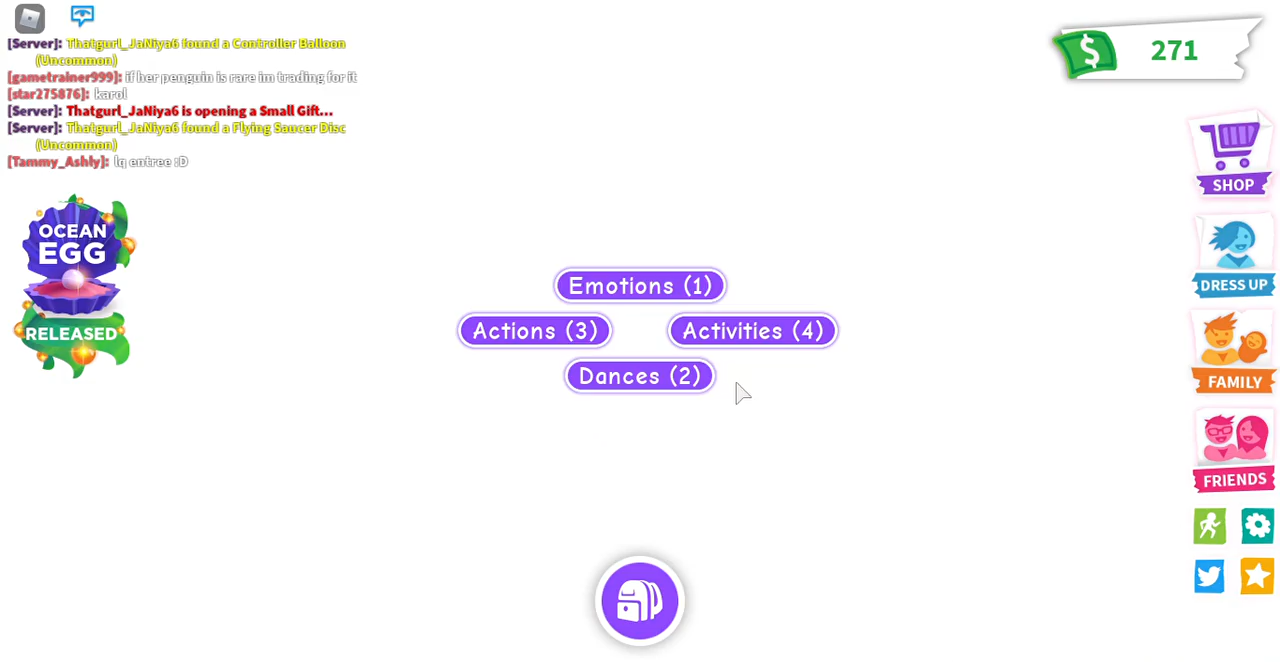 [Server]: Thatgurl_JaNiya6 found a Controller Balloon
(Uncommon)
[gametrainer999]: if her penguin is rare im trading for it
[star275876]: karol
[Server]: Thatgurl_JaNiya6 is opening a Small Gift...
[Server]: Thatgurl_JaNiya6 found a Flying Saucer Disc
(Uncommon)
[Tammy_Ashly]: lq entree :D
OCEAN
EGG
RELEASED
Emotions (1)
Actions (3)
Activities (4)
Dances (2)
$ 271
SHOP
DRESS UP
FAMILY
FRIENDS